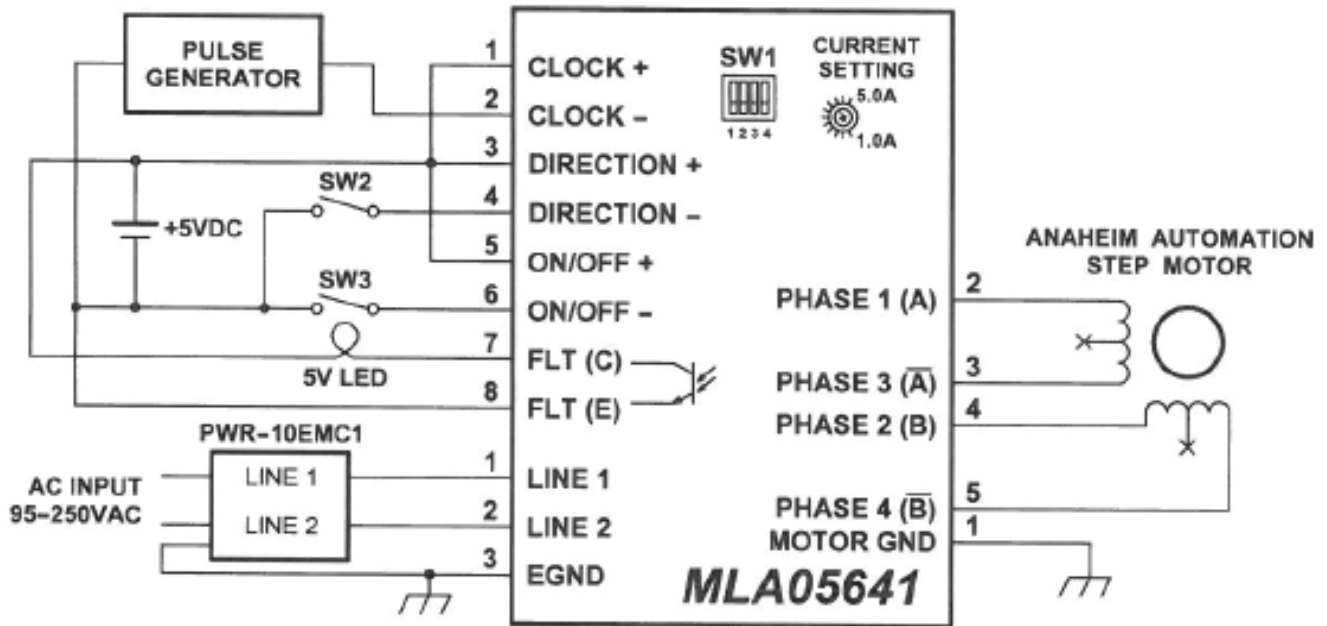 PULSE
GENERATOR
+5VDC
SW2
SW3
5V LED
PWR-10EMC1
LINE 1
LINE 2
AC INPUT
95-250VAC
1 CLOCK +
2 CLOCK -
3 DIRECTION +
4 DIRECTION -
5 ON/OFF +
6 ON/OFF -
7 FLT (C)
8 FLT (E)
1 LINE 1
2 LINE 2
3 EGND
SW1
1 2 3 4
CURRENT
SETTING
5.0A
1.0A
PHASE 1 (A) 2
PHASE 3 (A̅) 3
PHASE 2 (B) 4
PHASE 4 (B̅) 5
MOTOR GND 1
MLA05641
ANAHEIM AUTOMATION
STEP MOTOR